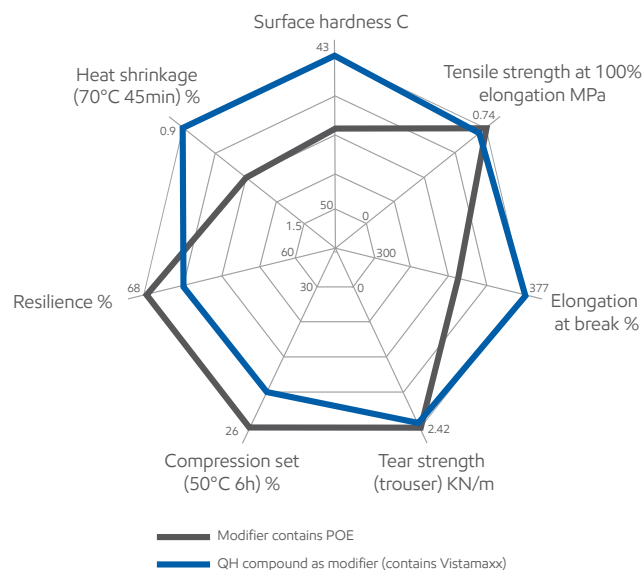 Surface hardness C
43
Heat shrinkage
(70°C 45min) %
Tensile strength at 100%
elongation MPa
0.9
0.74
50
0
1.5
60
300
30
0
68
Resilience %
377
Elongation
at break %
26
2.42
Compression set
(50°C 6h) %
Tear strength
(trouser) KN/m
Modifier contains POE
QH compound as modifier (contains Vistamaxx)